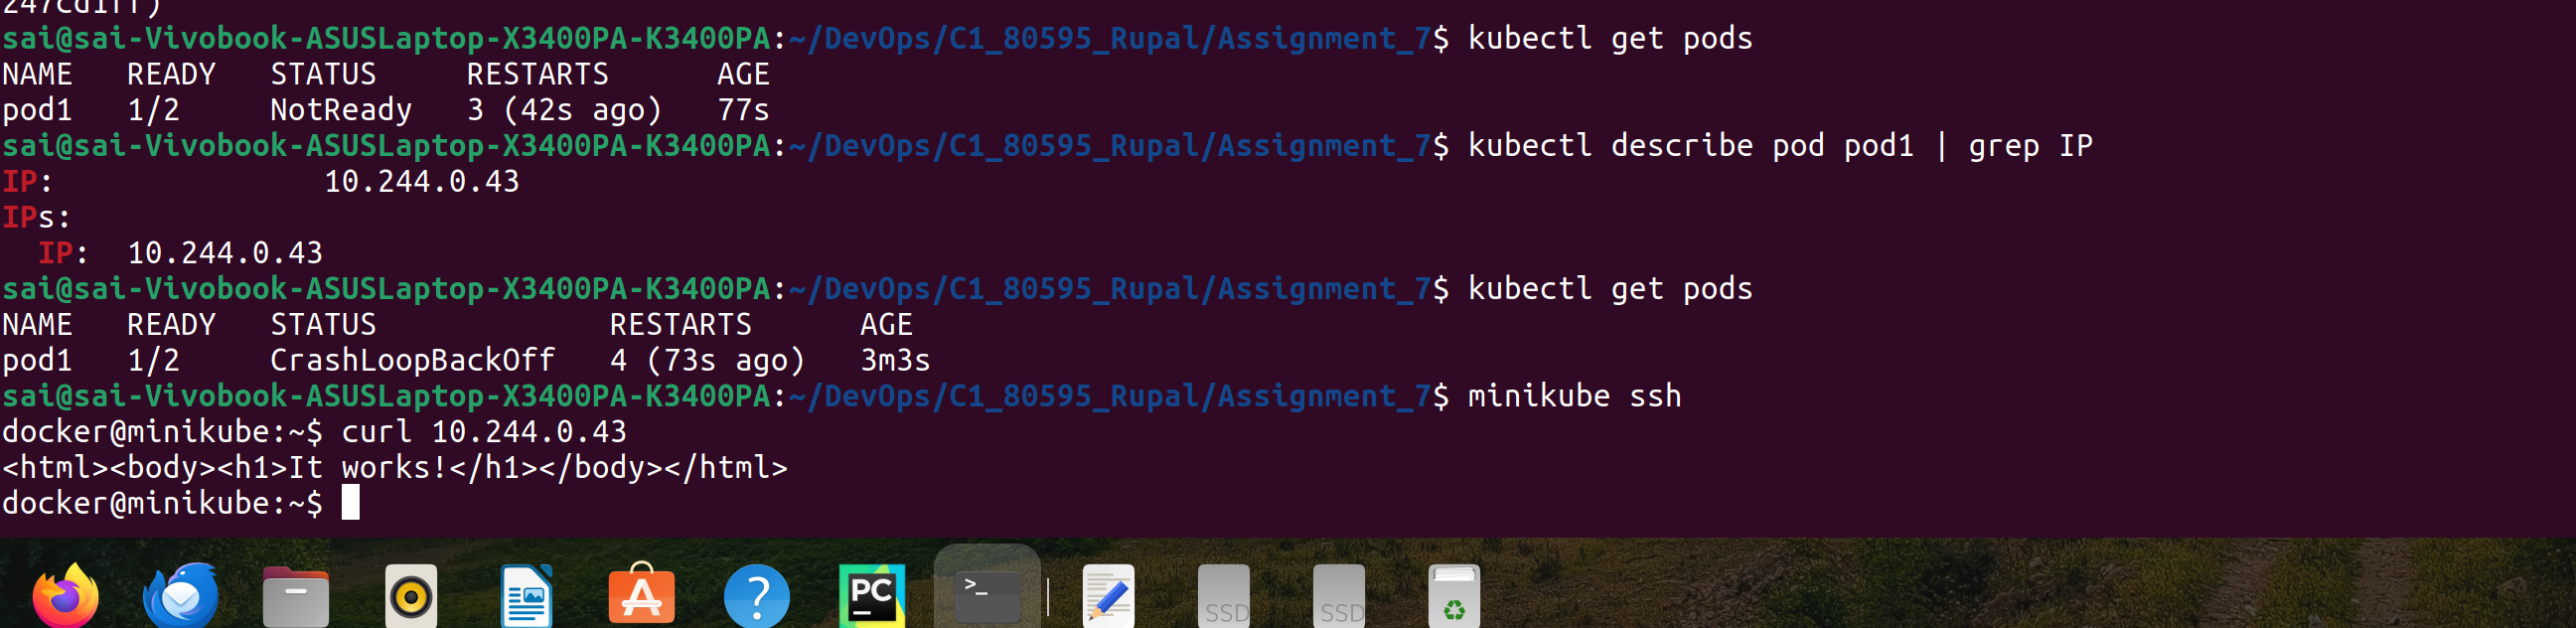 247cd1ff)
sai@sai-Vivobook-ASUSLaptop-X3400PA-K3400PA:~/DevOps/C1_80595_Rupal/Assignment_7$ kubectl get pods
NAME   READY   STATUS     RESTARTS      AGE
pod1   1/2     NotReady   3 (42s ago)   77s
sai@sai-Vivobook-ASUSLaptop-X3400PA-K3400PA:~/DevOps/C1_80595_Rupal/Assignment_7$ kubectl describe pod pod1 | grep IP
IP:               10.244.0.43
IPs:
  IP:  10.244.0.43
sai@sai-Vivobook-ASUSLaptop-X3400PA-K3400PA:~/DevOps/C1_80595_Rupal/Assignment_7$ kubectl get pods
NAME   READY   STATUS             RESTARTS      AGE
pod1   1/2     CrashLoopBackOff   4 (73s ago)   3m3s
sai@sai-Vivobook-ASUSLaptop-X3400PA-K3400PA:~/DevOps/C1_80595_Rupal/Assignment_7$ minikube ssh
docker@minikube:~$ curl 10.244.0.43
<html><body><h1>It works!</h1></body></html>
docker@minikube:~$
? PC >_ SSD SSD